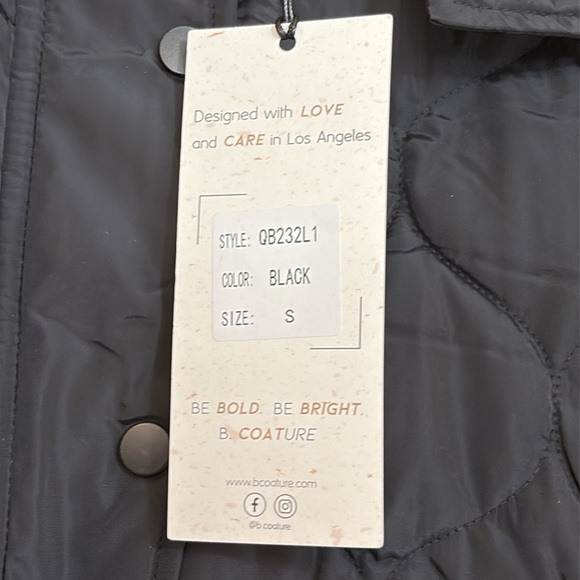 Designed with LOVE
and CARE in Los Angeles
STYLE: QB232L1
COLOR: BLACK
SIZE: S
BE BOLD. BE BRIGHT.
B. COATURE
www.bcoature.com
@b.coature